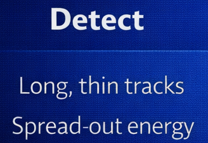 Detect
Long, thin tracks
Spread-out energy